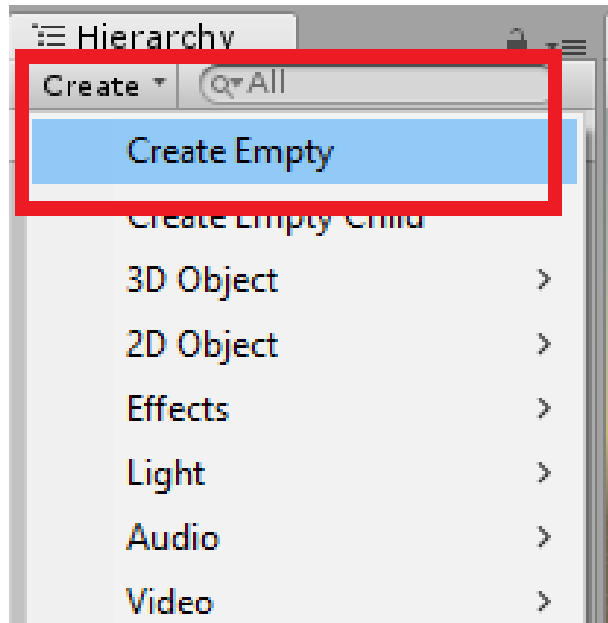 Hierarchy
Create All
Create Empty
Create Empty Child
3D Object
2D Object
Effects
Light
Audio
Video